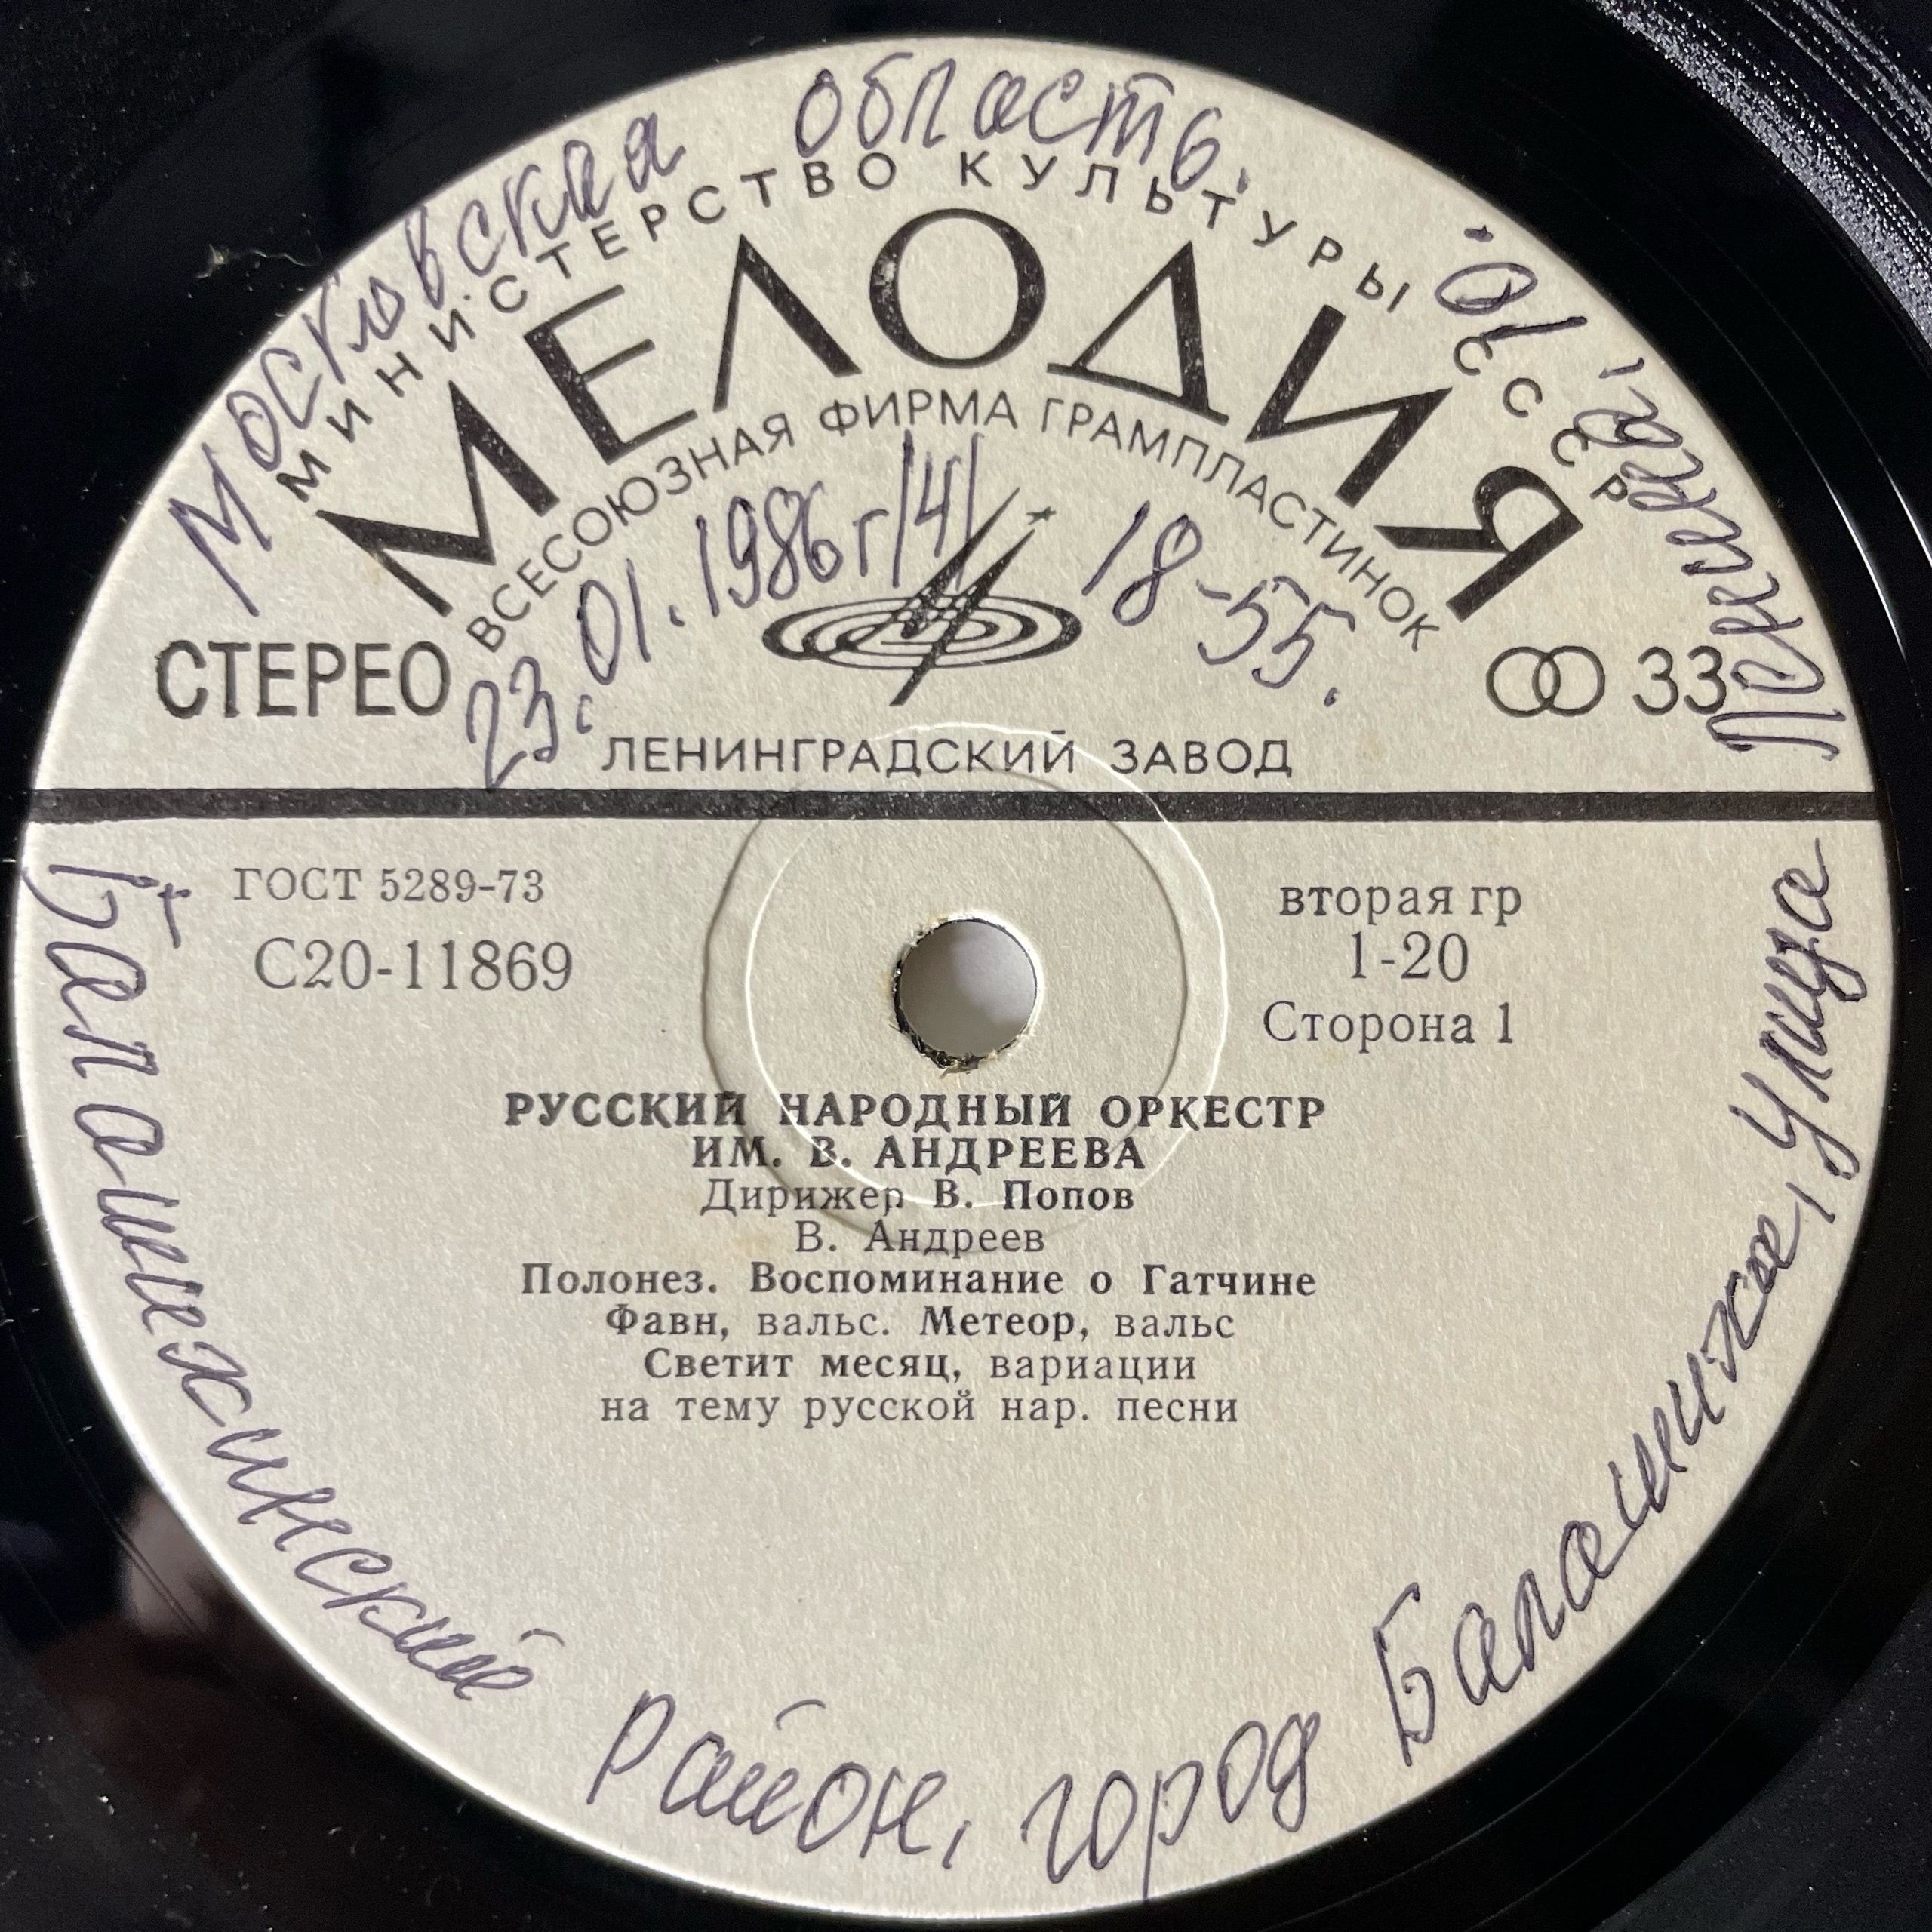 Московская область.
МИНИСТЕРСТВО КУЛЬТУРЫ СССР
МЕЛОДИЯ
ВСЕСОЮЗНАЯ ФИРМА ГРАМПЛАСТИНОК
23.01.1986г/4/ 18-55.
СТЕРЕО
33
ЛЕНИНГРАДСКИЙ ЗАВОД
ГОСТ 5289-73
С20-11869
вторая гр
1-20
Сторона 1
РУССКИЙ НАРОДНЫЙ ОРКЕСТР
ИМ. В. АНДРЕЕВА
Дирижер В. Попов
В. Андреев
Полонез. Воспоминание о Гатчине
Фавн, вальс. Метеор, вальс
Светит месяц, вариации
на тему русской нар. песни
Балашихинский район, город Балашиха, Улица